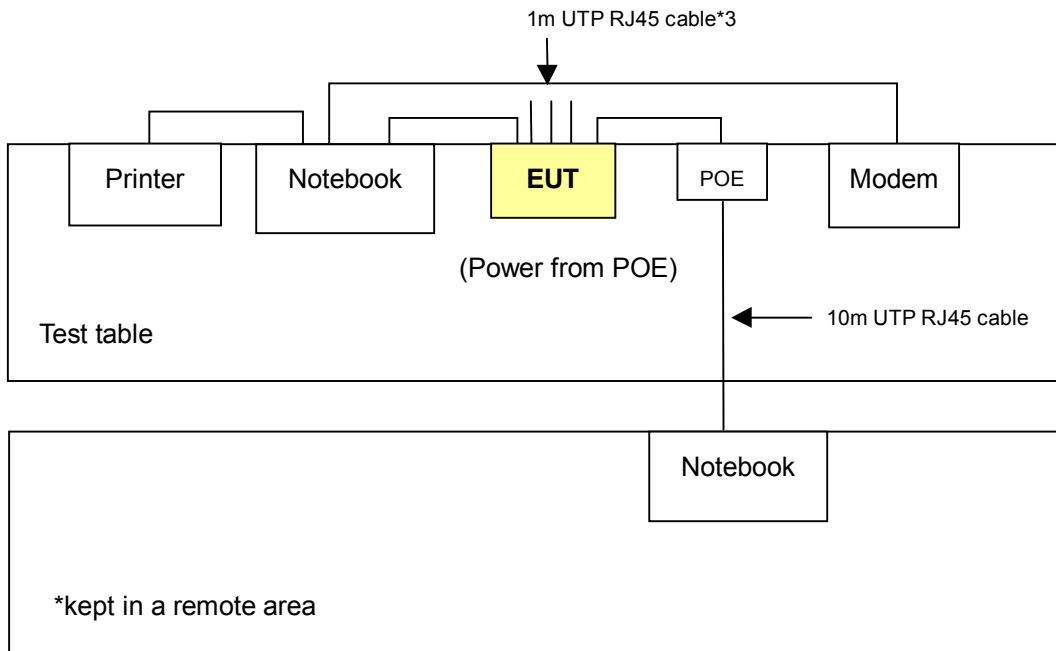 1m UTP RJ45 cable*3
Printer
Notebook
EUT
POE
Modem
(Power from POE)
10m UTP RJ45 cable
Test table
Notebook
*kept in a remote area